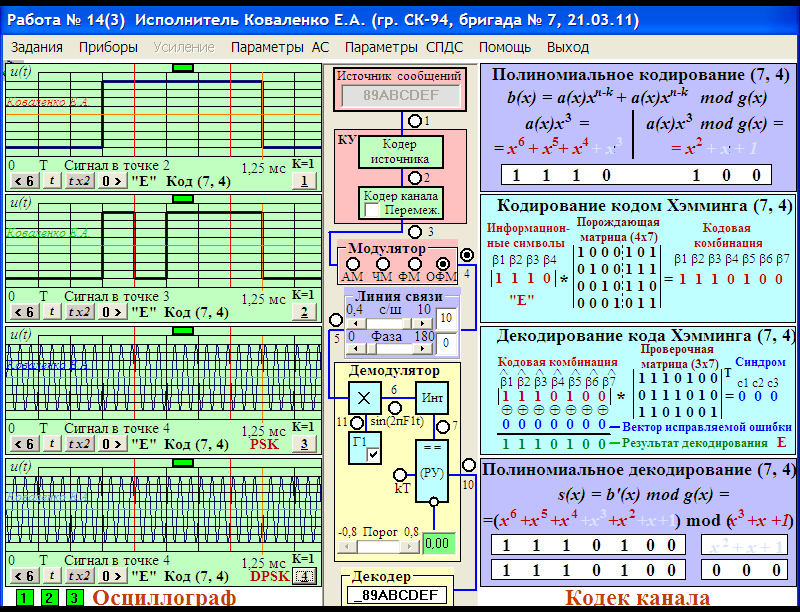 Работа № 14(3) Исполнитель Коваленко Е.А. (гр. СК-94, бригада № 7, 21.03.11)
Задания Приборы Усиление Параметры АС Параметры СПДС Помощь Выход
u(t)
Коваленко Е.А.
0 T Сигнал в точке 2 1,25 мс K=1
< 6 t t x2 0 > "E" Код (7, 4) 1
u(t)
Коваленко Е.А.
0 T Сигнал в точке 3 1,25 мс K=1
< 6 t t x2 0 > "E" Код (7, 4) 2
u(t)
Коваленко Е.А.
0 T Сигнал в точке 4 1,25 мс K=1
< 6 t t x2 0 > "E" Код (7, 4) PSK 3
u(t)
Коваленко Е.А.
0 T Сигнал в точке 4 1,25 мс K=1
< 6 t t x2 0 > "E" Код (7, 4) DPSK 4
1 2 3 Осциллограф
Источник сообщений
89ABCDEF
1
КУ
Кодер
источника
2
Кодер канала
Перемеж.
3
Модулятор
АМ ЧМ ФМ ОФМ 4
Линия связи
0,4 с/ш 10 10
0 Фаза 180 0
5
Демодулятор
X 6 Инт
11 sin(2πF1t) 7
Г1
==
(РУ)
kT 10
-0,8 Порог 0,8 0,00
Декодер
_89ABCDEF
Полиномиальное кодирование (7, 4)
b(x) = a(x)x^n-k + a(x)x^n-k mod g(x)
a(x)x^3 = a(x)x^3 mod g(x) =
= x^6 + x^5 + x^4 + x^3 = x^2 + x + 1
1 1 1 0 1 0 0
Кодирование кодом Хэмминга (7, 4)
Информацион-
ные символы
Порождающая
матрица (4x7)
Кодовая
комбинация
β1 β2 β3 β4
1 0 0 0 1 0 1
0 1 0 0 1 1 1
0 0 1 0 1 1 0
0 0 0 1 0 1 1
β1 β2 β3 β4 β5 β6 β7
| 1 1 1 0 | * = 1 1 1 0 1 0 0
"E"
Декодирование кода Хэмминга (7, 4)
Кодовая комбинация
Проверочная
матрица (3x7)
Синдром
β1 β2 β3 β4 β5 β6 β7
1 1 1 0 1 0 0
0 1 1 1 0 1 0
1 1 0 1 0 0 1
T c1 c2 c3
| 1 1 1 0 1 0 0 | * = 0 0 0
0 0 0 0 0 0 0 Вектор исправляемой ошибки
1 1 1 0 1 0 0 Результат декодирования E
Полиномиальное декодирование (7, 4)
s(x) = b'(x) mod g(x) =
=(x^6 +x^5 +x^4 +x^3 +x^2 +x+1) mod (x^3 +x +1)
1 1 1 0 1 0 0 x^2 + x + 1
1 1 1 0 1 0 0 0 0 0
Кодек канала